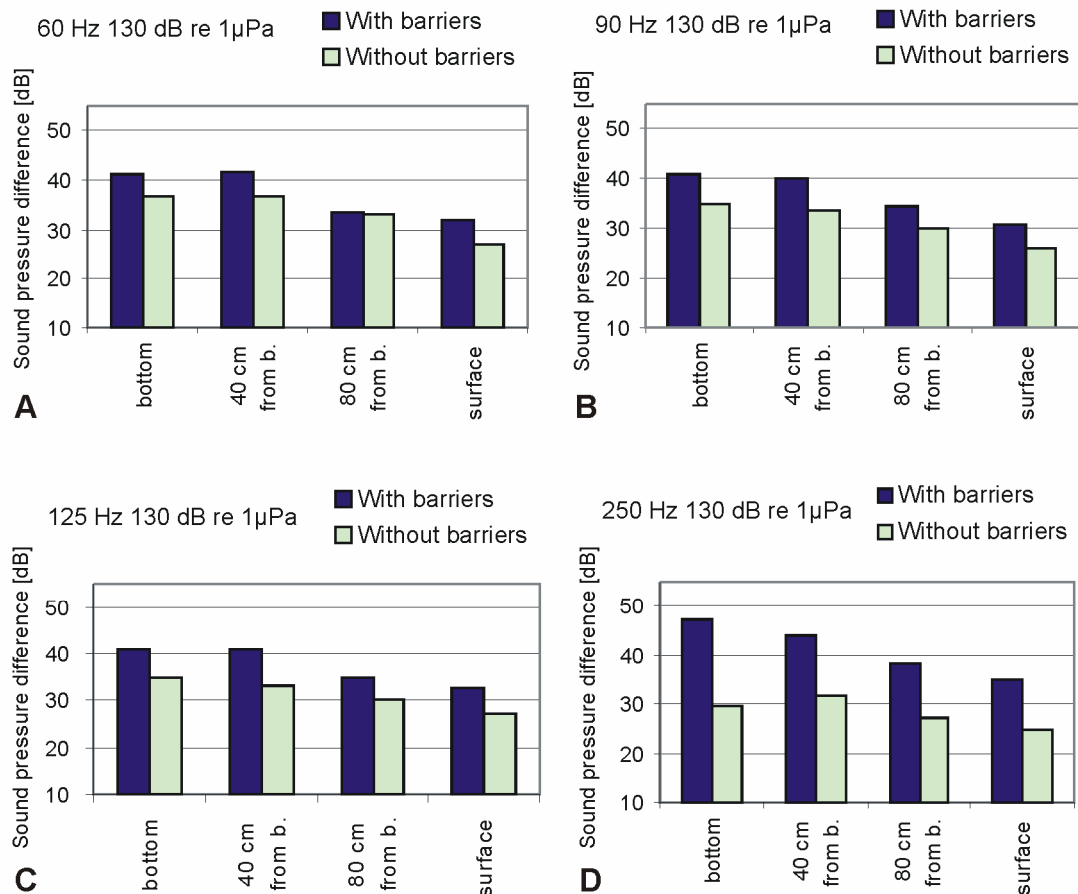 60 Hz 130 dB re 1µPa
With barriers
Without barriers
Sound pressure difference [dB]
50
40
30
20
10
bottom
40 cm
from b.
80 cm
from b.
surface
A
90 Hz 130 dB re 1µPa
With barriers
Without barriers
Sound pressure difference [dB]
50
40
30
20
10
bottom
40 cm
from b.
80 cm
from b.
surface
B
125 Hz 130 dB re 1µPa
With barriers
Without barriers
Sound pressure difference [dB]
50
40
30
20
10
bottom
40 cm
from b.
80 cm
from b.
surface
C
250 Hz 130 dB re 1µPa
With barriers
Without barriers
Sound pressure difference [dB]
50
40
30
20
10
bottom
40 cm
from b.
80 cm
from b.
surface
D